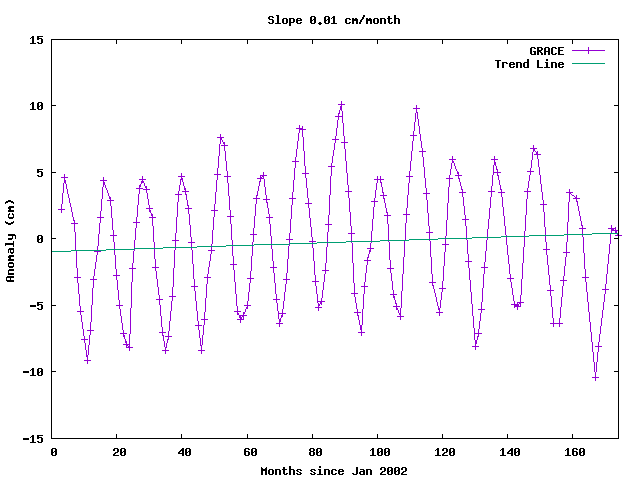 Slope 0.01 cm/month
15
GRACE
Trend Line
10
5
0
-5
-10
-15
Anomaly (cm)
0 20 40 60 80 100 120 140 160
Months since Jan 2002